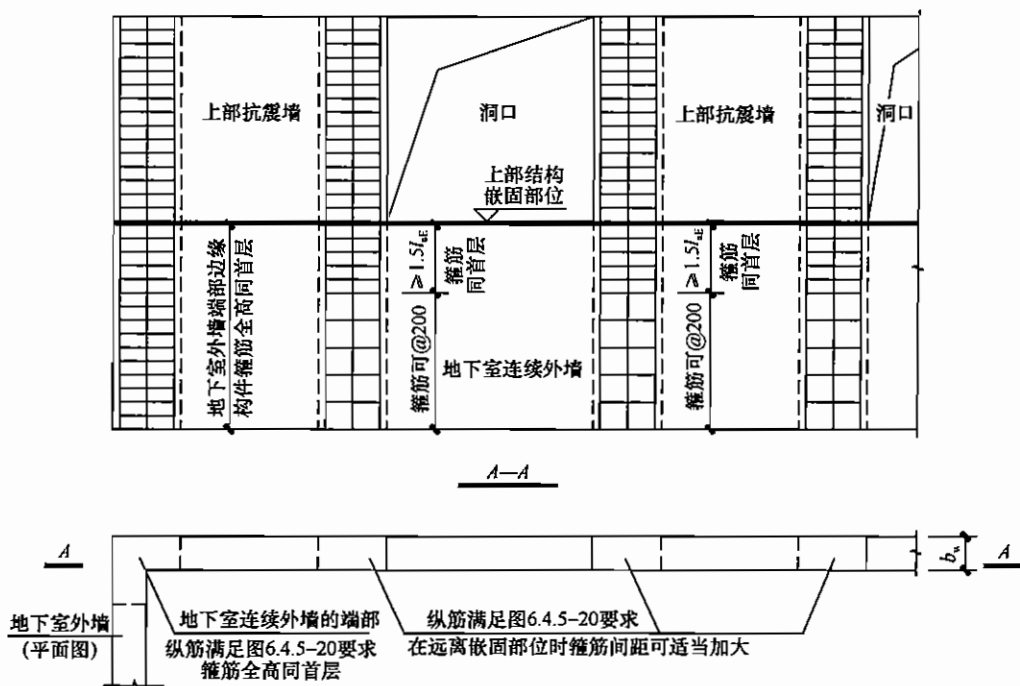 上部抗震墙
洞口
上部抗震墙
洞口
上部结构
嵌固部位
地下室外墙端部边缘
构件箍筋全高同首层
≥1.5laE
箍筋
同首层
箍筋可@200
地下室连续外墙
≥1.5laE
箍筋
同首层
箍筋可@200
A—A
A
bw
A
地下室外墙
(平面图)
地下室连续外墙的端部
纵筋满足图6.4.5-20要求
箍筋全高同首层
纵筋满足图6.4.5-20要求
在远离嵌固部位时箍筋间距可适当加大